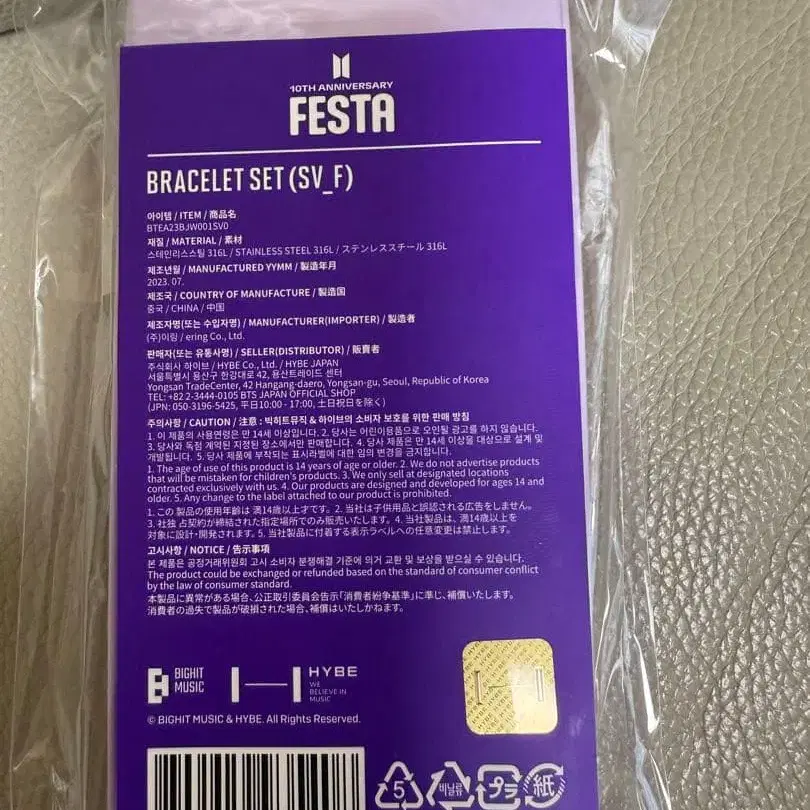 10TH ANNIVERSARY
FESTA
BRACELET SET (SV_F)
아이템 / ITEM / 商品名
BTEA23BJW001SV0
재질 / MATERIAL / 素材
스테인리스스틸 316L / STAINLESS STEEL 316L / ステンレススチール 316L
제조년월 / MANUFACTURED YYMM / 製造年月
2023. 07.
제조국 / COUNTRY OF MANUFACTURE / 製造国
중국 / CHINA / 中国
제조자명(또는 수입자명) / MANUFACTURER(IMPORTER) / 製造者
(주)이링 / ering Co., Ltd.
판매자(또는 유통사명) / SELLER(DISTRIBUTOR) / 販賣者
주식회사 하이브 / HYBE Co., Ltd. / HYBE JAPAN
서울특별시 용산구 한강대로 42, 용산트레이드 센터
Yongsan TradeCenter, 42 Hangang-daero, Yongsan-gu, Seoul, Republic of Korea
TEL: +82 2-3444-0105 BTS JAPAN OFFICIAL SHOP
(JPN: 050-3196-5425, 平日10:00 - 17:00, 土日祝日を除く)
주의사항 / CAUTION / 注意 : 빅히트뮤직 & 하이브의 소비자 보호를 위한 판매 방침
1. 이 제품의 사용연령은 만 14세 이상입니다. 2. 당사는 어린이용품으로 오인될 광고를 하지 않습니다.
3. 당사와 독점 계약된 지정된 장소에서만 판매합니다. 4. 당사 제품은 만 14세 이상을 대상으로 설계 및
개발됩니다. 5. 당사 제품에 부착되는 표시라벨에 대한 임의 변경을 금지합니다.
1. The age of use of this product is 14 years of age or older. 2. We do not advertise products
that will be mistaken for children's products. 3. We only sell at designated locations
contracted exclusively with us. 4. Our products are designed and developed for ages 14 and
older. 5. Any change to the label attached to our product is prohibited.
1. この 製品の使用年齢は 満14歳以上才です。2. 当社は子供用品と誤認される広告をしません。
3. 社独 占契約が締結された指定場所でのみ販売いたします。4. 当社製品は、満14歳以上を
対象に設計・開発されます。5. 当社製品に付着する表示ラベルへの任意変更は禁止します。
고시사항 / NOTICE / 告示事項
본 제품은 공정거래위원회 고시 소비자 분쟁해결 기준에 의거 교환 및 보상을 받으실 수 있습니다.
The product could be exchanged or refunded based on the standard of consumer conflict
by the law of consumer standard.
本製品に異常がある場合、公正取引委員会告示「消費者紛争基準」に準じ、補償いたします。
消費者の過失で製品が破損された場合、補償はいたしかねます。
BIGHIT
MUSIC
HYBE
WE
BELIEVE IN
MUSIC
© BIGHIT MUSIC & HYBE. All Rights Reserved.
5
비닐류
プラ
紙